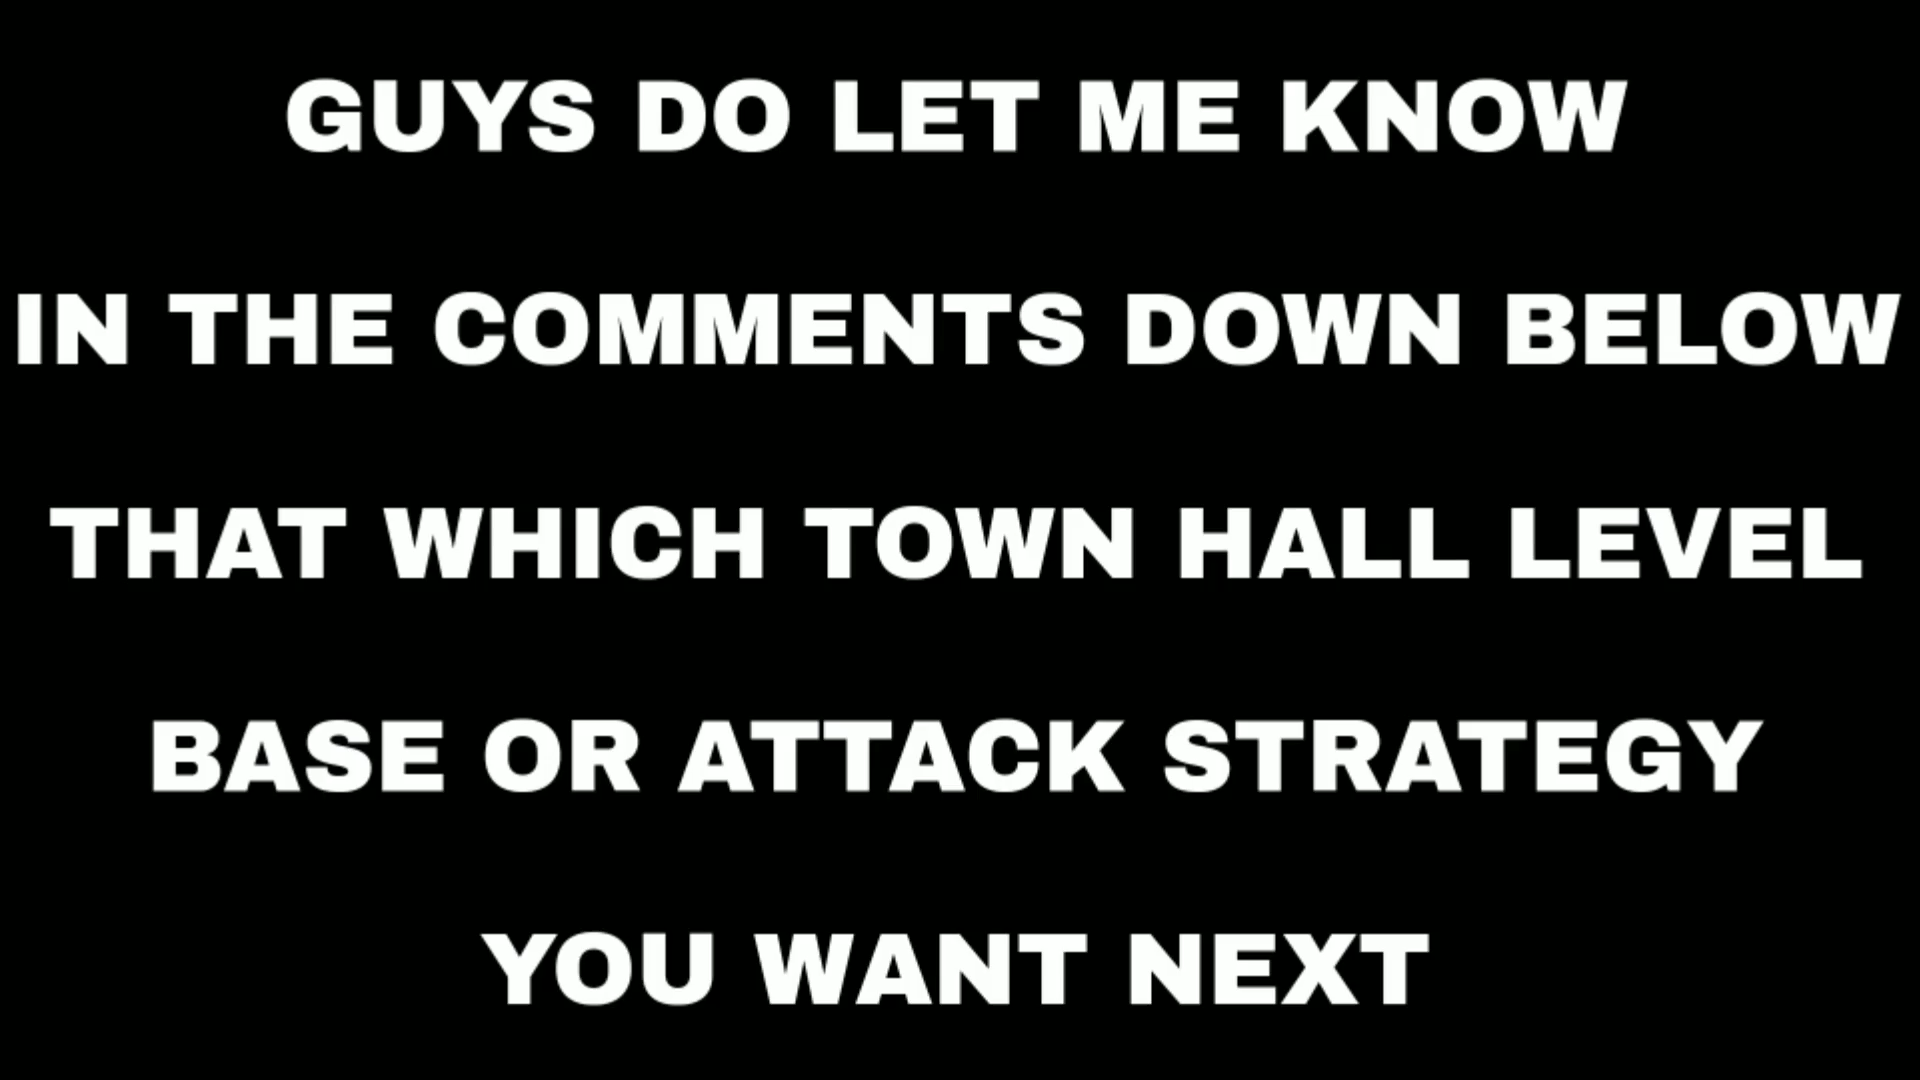 GUYS DO LET ME KNOW
IN THE COMMENTS DOWN BELOW
THAT WHICH TOWN HALL LEVEL
BASE OR ATTACK STRATEGY
YOU WANT NEXT